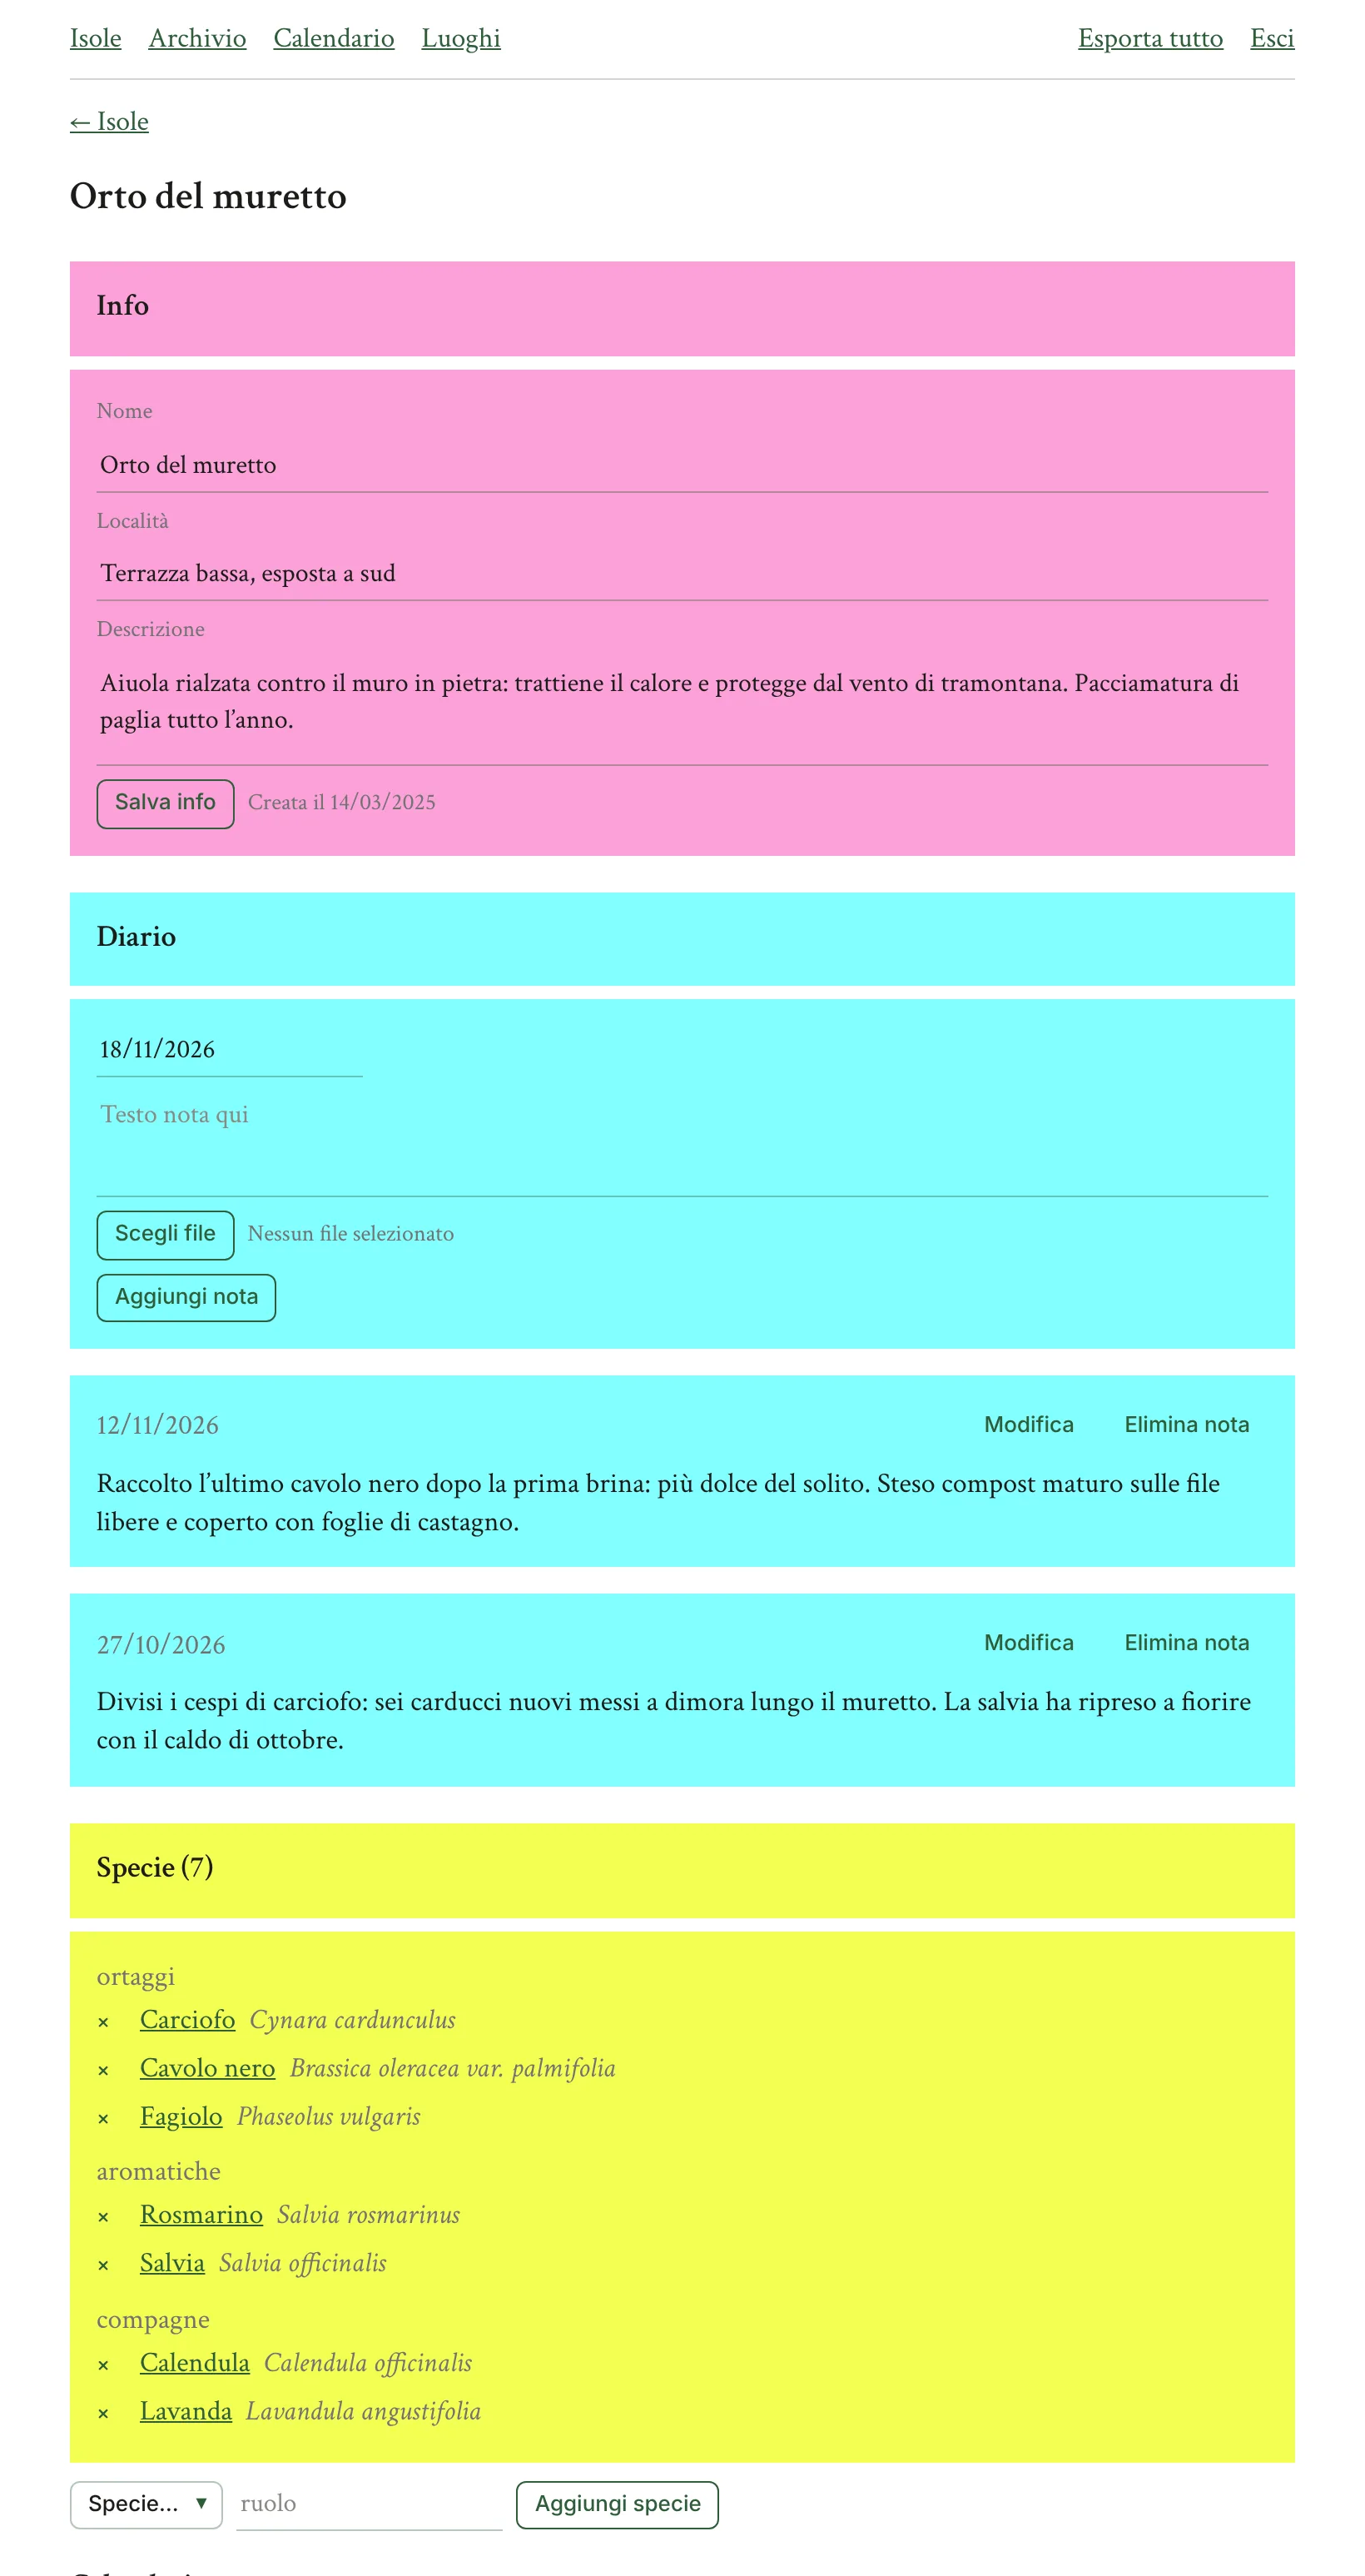 Isole Archivio Calendario Luoghi Esporta tutto Esci
← Isole
Orto del muretto
Info
Nome
Orto del muretto
Località
Terrazza bassa, esposta a sud
Descrizione
Aiuola rialzata contro il muro in pietra: trattiene il calore e protegge dal vento di tramontana. Pacciamatura di
paglia tutto l’anno.
Salva info Creata il 14/03/2025
Diario
18/11/2026
Testo nota qui
Scegli file Nessun file selezionato
Aggiungi nota
12/11/2026 Modifica Elimina nota
Raccolto l’ultimo cavolo nero dopo la prima brina: più dolce del solito. Steso compost maturo sulle file
libere e coperto con foglie di castagno.
27/10/2026 Modifica Elimina nota
Divisi i cespi di carciofo: sei carducci nuovi messi a dimora lungo il muretto. La salvia ha ripreso a fiorire
con il caldo di ottobre.
Specie (7)
ortaggi
× Carciofo Cynara cardunculus
× Cavolo nero Brassica oleracea var. palmifolia
× Fagiolo Phaseolus vulgaris
aromatiche
× Rosmarino Salvia rosmarinus
× Salvia Salvia officinalis
compagne
× Calendula Calendula officinalis
× Lavanda Lavandula angustifolia
Specie... ▼ ruolo Aggiungi specie